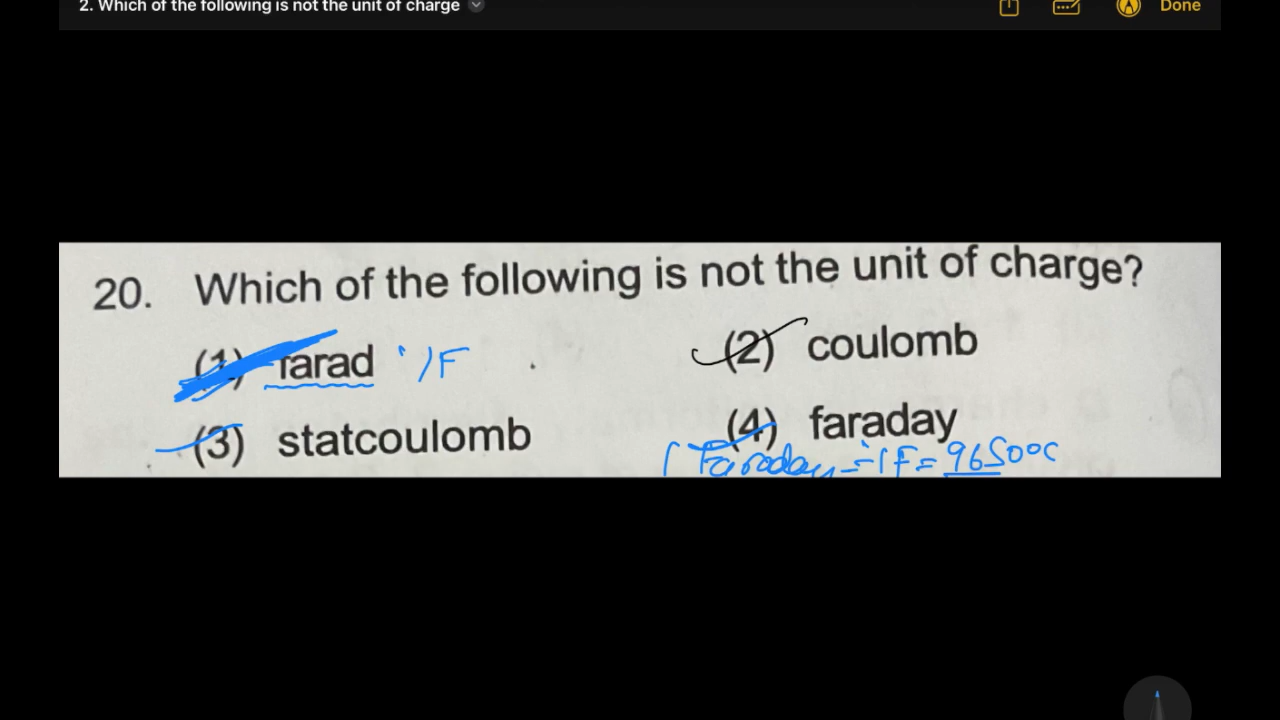 2. Which of the following is not the unit of charge
Done
20. Which of the following is not the unit of charge?
(1) farad 1F
(2) coulomb
(3) statcoulomb
(4) faraday
1 Faraday = 1F = 96500C